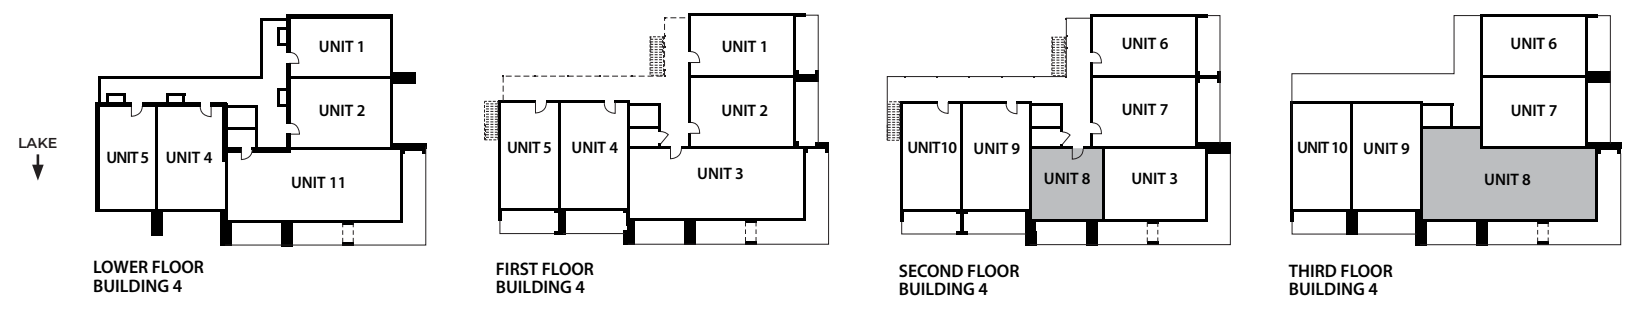 LAKE
UNIT 1
UNIT 2
UNIT 5
UNIT 4
UNIT 11
LOWER FLOOR
BUILDING 4
UNIT 1
UNIT 2
UNIT 5
UNIT 4
UNIT 3
FIRST FLOOR
BUILDING 4
UNIT 6
UNIT 7
UNIT10
UNIT 9
UNIT 8
UNIT 3
SECOND FLOOR
BUILDING 4
UNIT 6
UNIT 7
UNIT 10
UNIT 9
UNIT 8
THIRD FLOOR
BUILDING 4